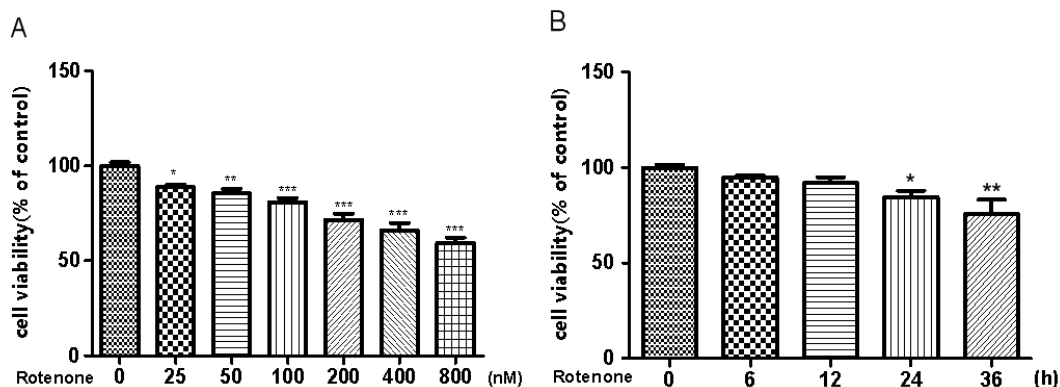 A
cell viability(% of control)
150
100
50
0
*
**
***
***
***
***
Rotenone 0 25 50 100 200 400 800 (nM)
B
cell viability(% of control)
150
100
50
0
*
**
Rotenone 0 6 12 24 36 (h)